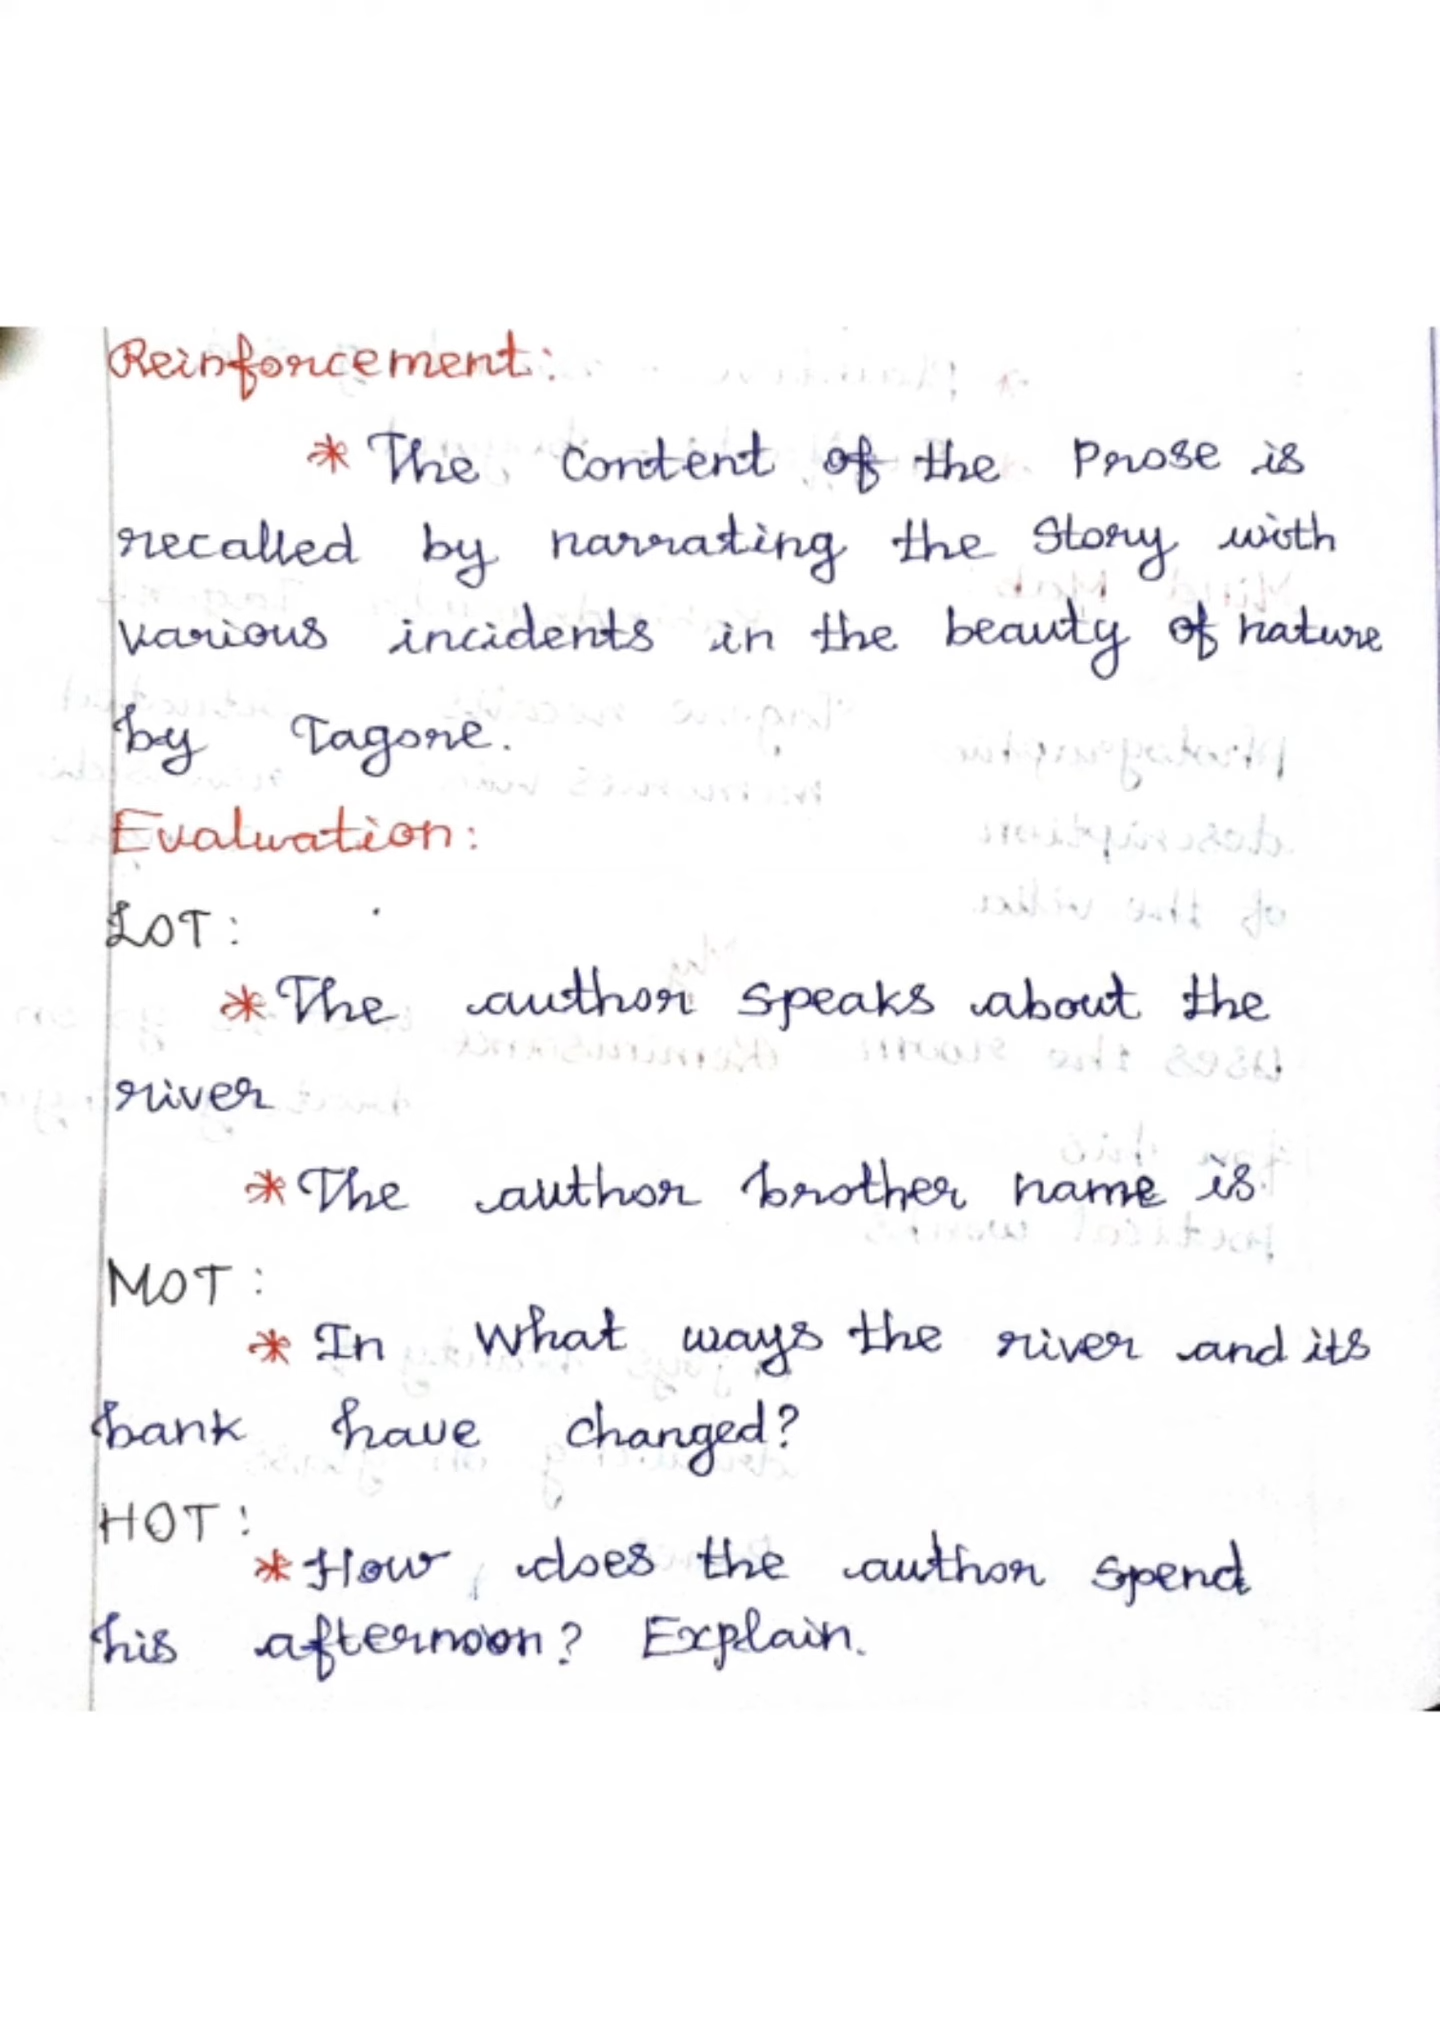 Reinforcement:
* The content of the prose is
recalled by narrating the story with
various incidents in the beauty of nature
by Tagore.
Evaluation:
LOT:
* The author speaks about the
river
* The author brother name is
MOT:
* In what ways the river and its
bank have changed?
HOT:
* How does the author spend
his afternoon? Explain.